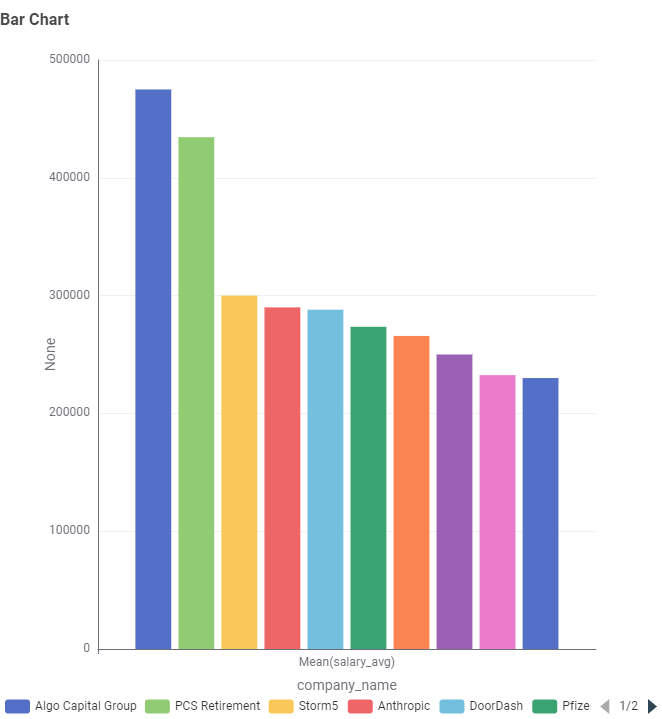 Bar Chart
500000
400000
300000
200000
100000
0
None
Mean(salary_avg)
company_name
Algo Capital Group PCS Retirement Storm5 Anthropic DoorDash Pfize 1/2